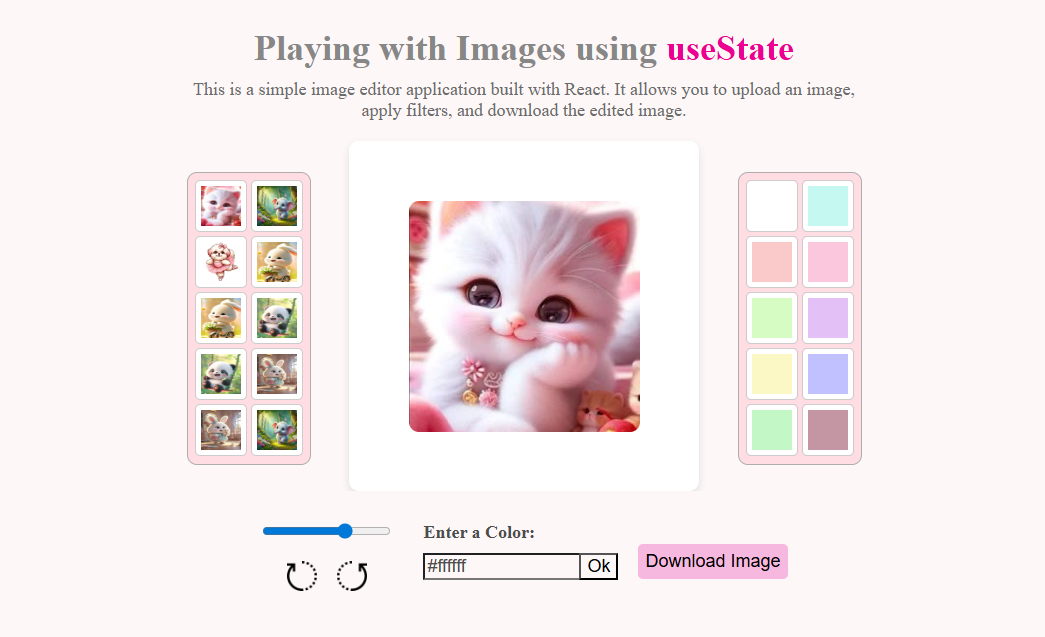 Playing with Images using useState
This is a simple image editor application built with React. It allows you to upload an image,
apply filters, and download the edited image.
Enter a Color:
#ffffff
Ok
Download Image